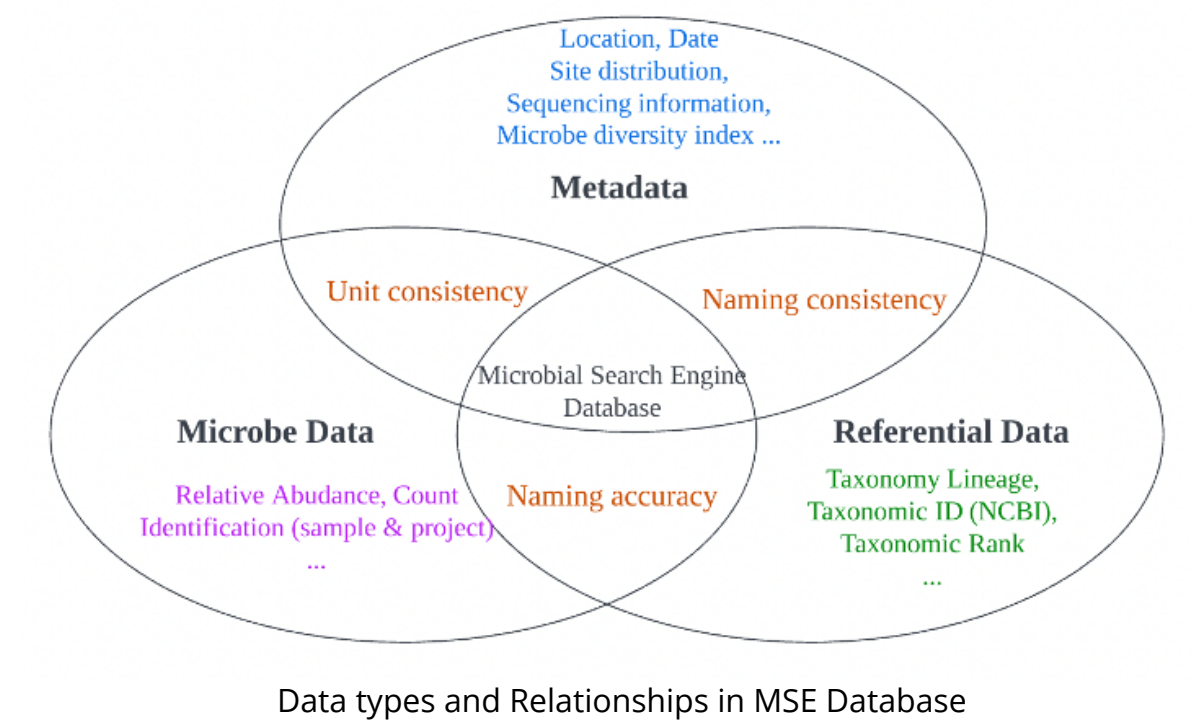 Location, Date
Site distribution,
Sequencing information,
Microbe diversity index ...
Metadata
Unit consistency
Naming consistency
Microbial Search Engine
Database
Microbe Data
Relative Abudance, Count
Identification (sample & project)
...
Naming accuracy
Referential Data
Taxonomy Lineage,
Taxonomic ID (NCBI),
Taxonomic Rank
...
Data types and Relationships in MSE Database